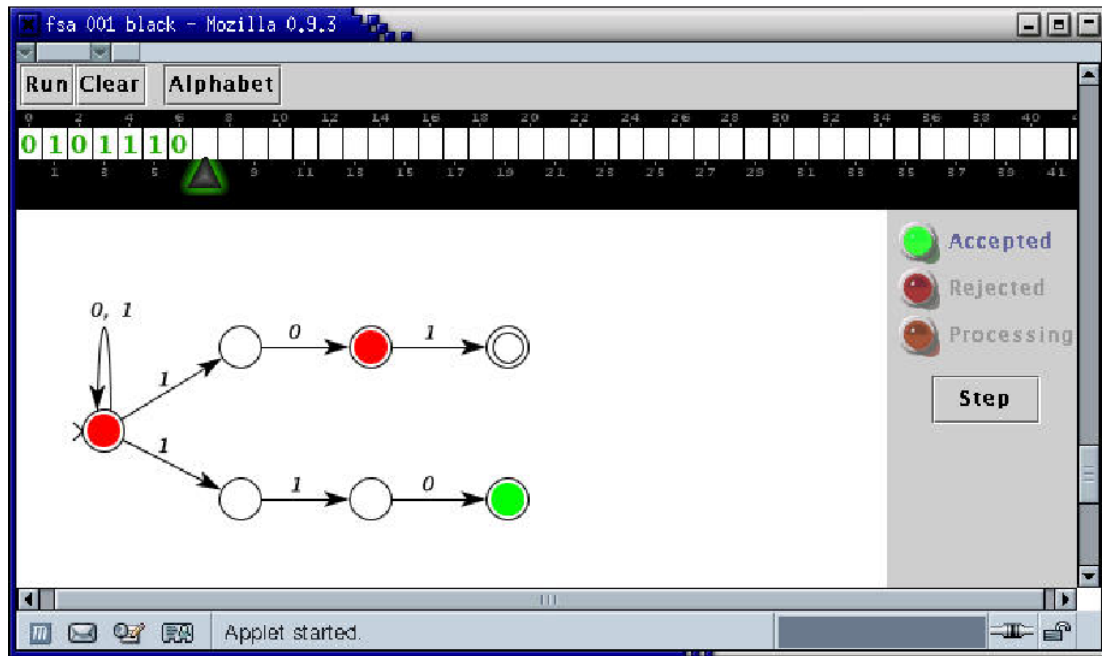 fsa 001 black - Mozilla 0.9.3
Run Clear Alphabet
0 2 4 6 8 10 12 14 16 18 20 22 24 26 28 30 32 34 36 38 40
0 1 0 1 1 1 0
1 3 5 9 11 13 15 17 19 21 23 25 27 29 31 33 35 37 39 41
Accepted
Rejected
0, 1
0 1
Processing
1
Step
1
1 0
Applet started.